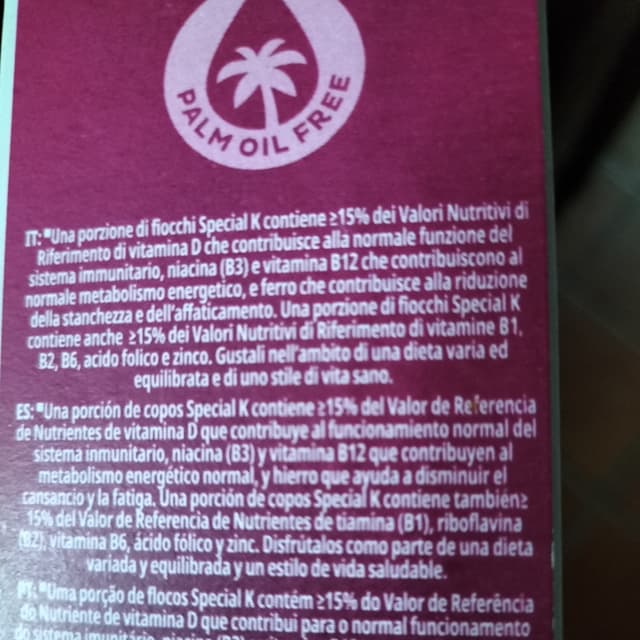 PALM OIL FREE
IT: ■Una porzione di fiocchi Special K contiene ≥15% dei Valori Nutritivi di
Riferimento di vitamina D che contribuisce alla normale funzione del
sistema immunitario, niacina (B3) e vitamina B12 che contribuiscono al
normale metabolismo energetico, e ferro che contribuisce alla riduzione
della stanchezza e dell'affaticamento. Una porzione di fiocchi Special K
contiene anche ≥15% dei Valori Nutritivi di Riferimento di vitamine B1,
B2, B6, acido folico e zinco. Gustali nell'ambito di una dieta varia ed
equilibrata e di uno stile di vita sano.
ES: ■Una porción de copos Special K contiene ≥15% del Valor de Referencia
de Nutrientes de vitamina D que contribuye al funcionamiento normal del
sistema inmunitario, niacina (B3) y vitamina B12 que contribuyen al
metabolismo energético normal, y hierro que ayuda a disminuir el
cansancio y la fatiga. Una porción de copos Special K contiene también≥
15% del Valor de Referencia de Nutrientes de tiamina (B1), riboflavina
(B2), vitamina B6, ácido fólico y zinc. Disfrútalos como parte de una dieta
variada y equilibrada y un estilo de vida saludable.
PT: ■Uma porção de flocos Special K contém ≥15% do Valor de Referência
do Nutriente de vitamina D que contribui para o normal funcionamento
do sistema imunitário, niacina (B3)